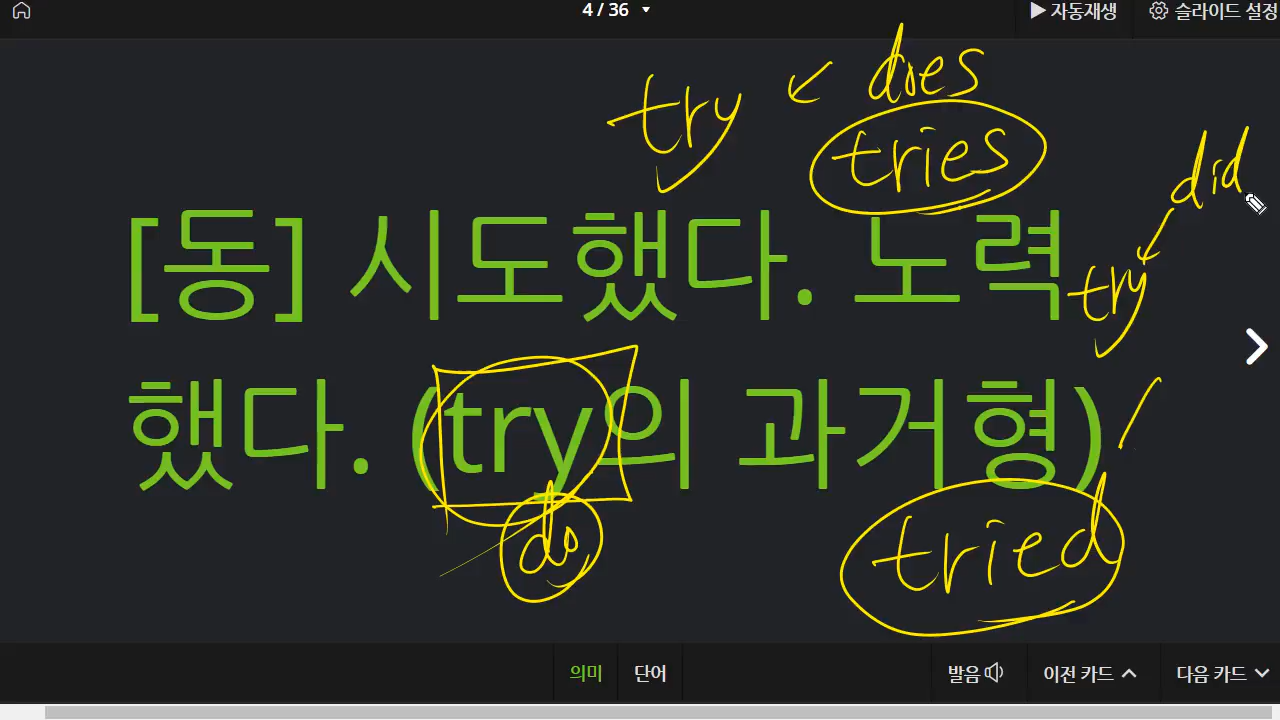 4 / 36
자동재생
슬라이드 설정
try
does
tries
did
try
[동] 시도했다. 노력
했다. (try의 과거형)
do
tried
의미
단어
발음
이전 카드
다음 카드